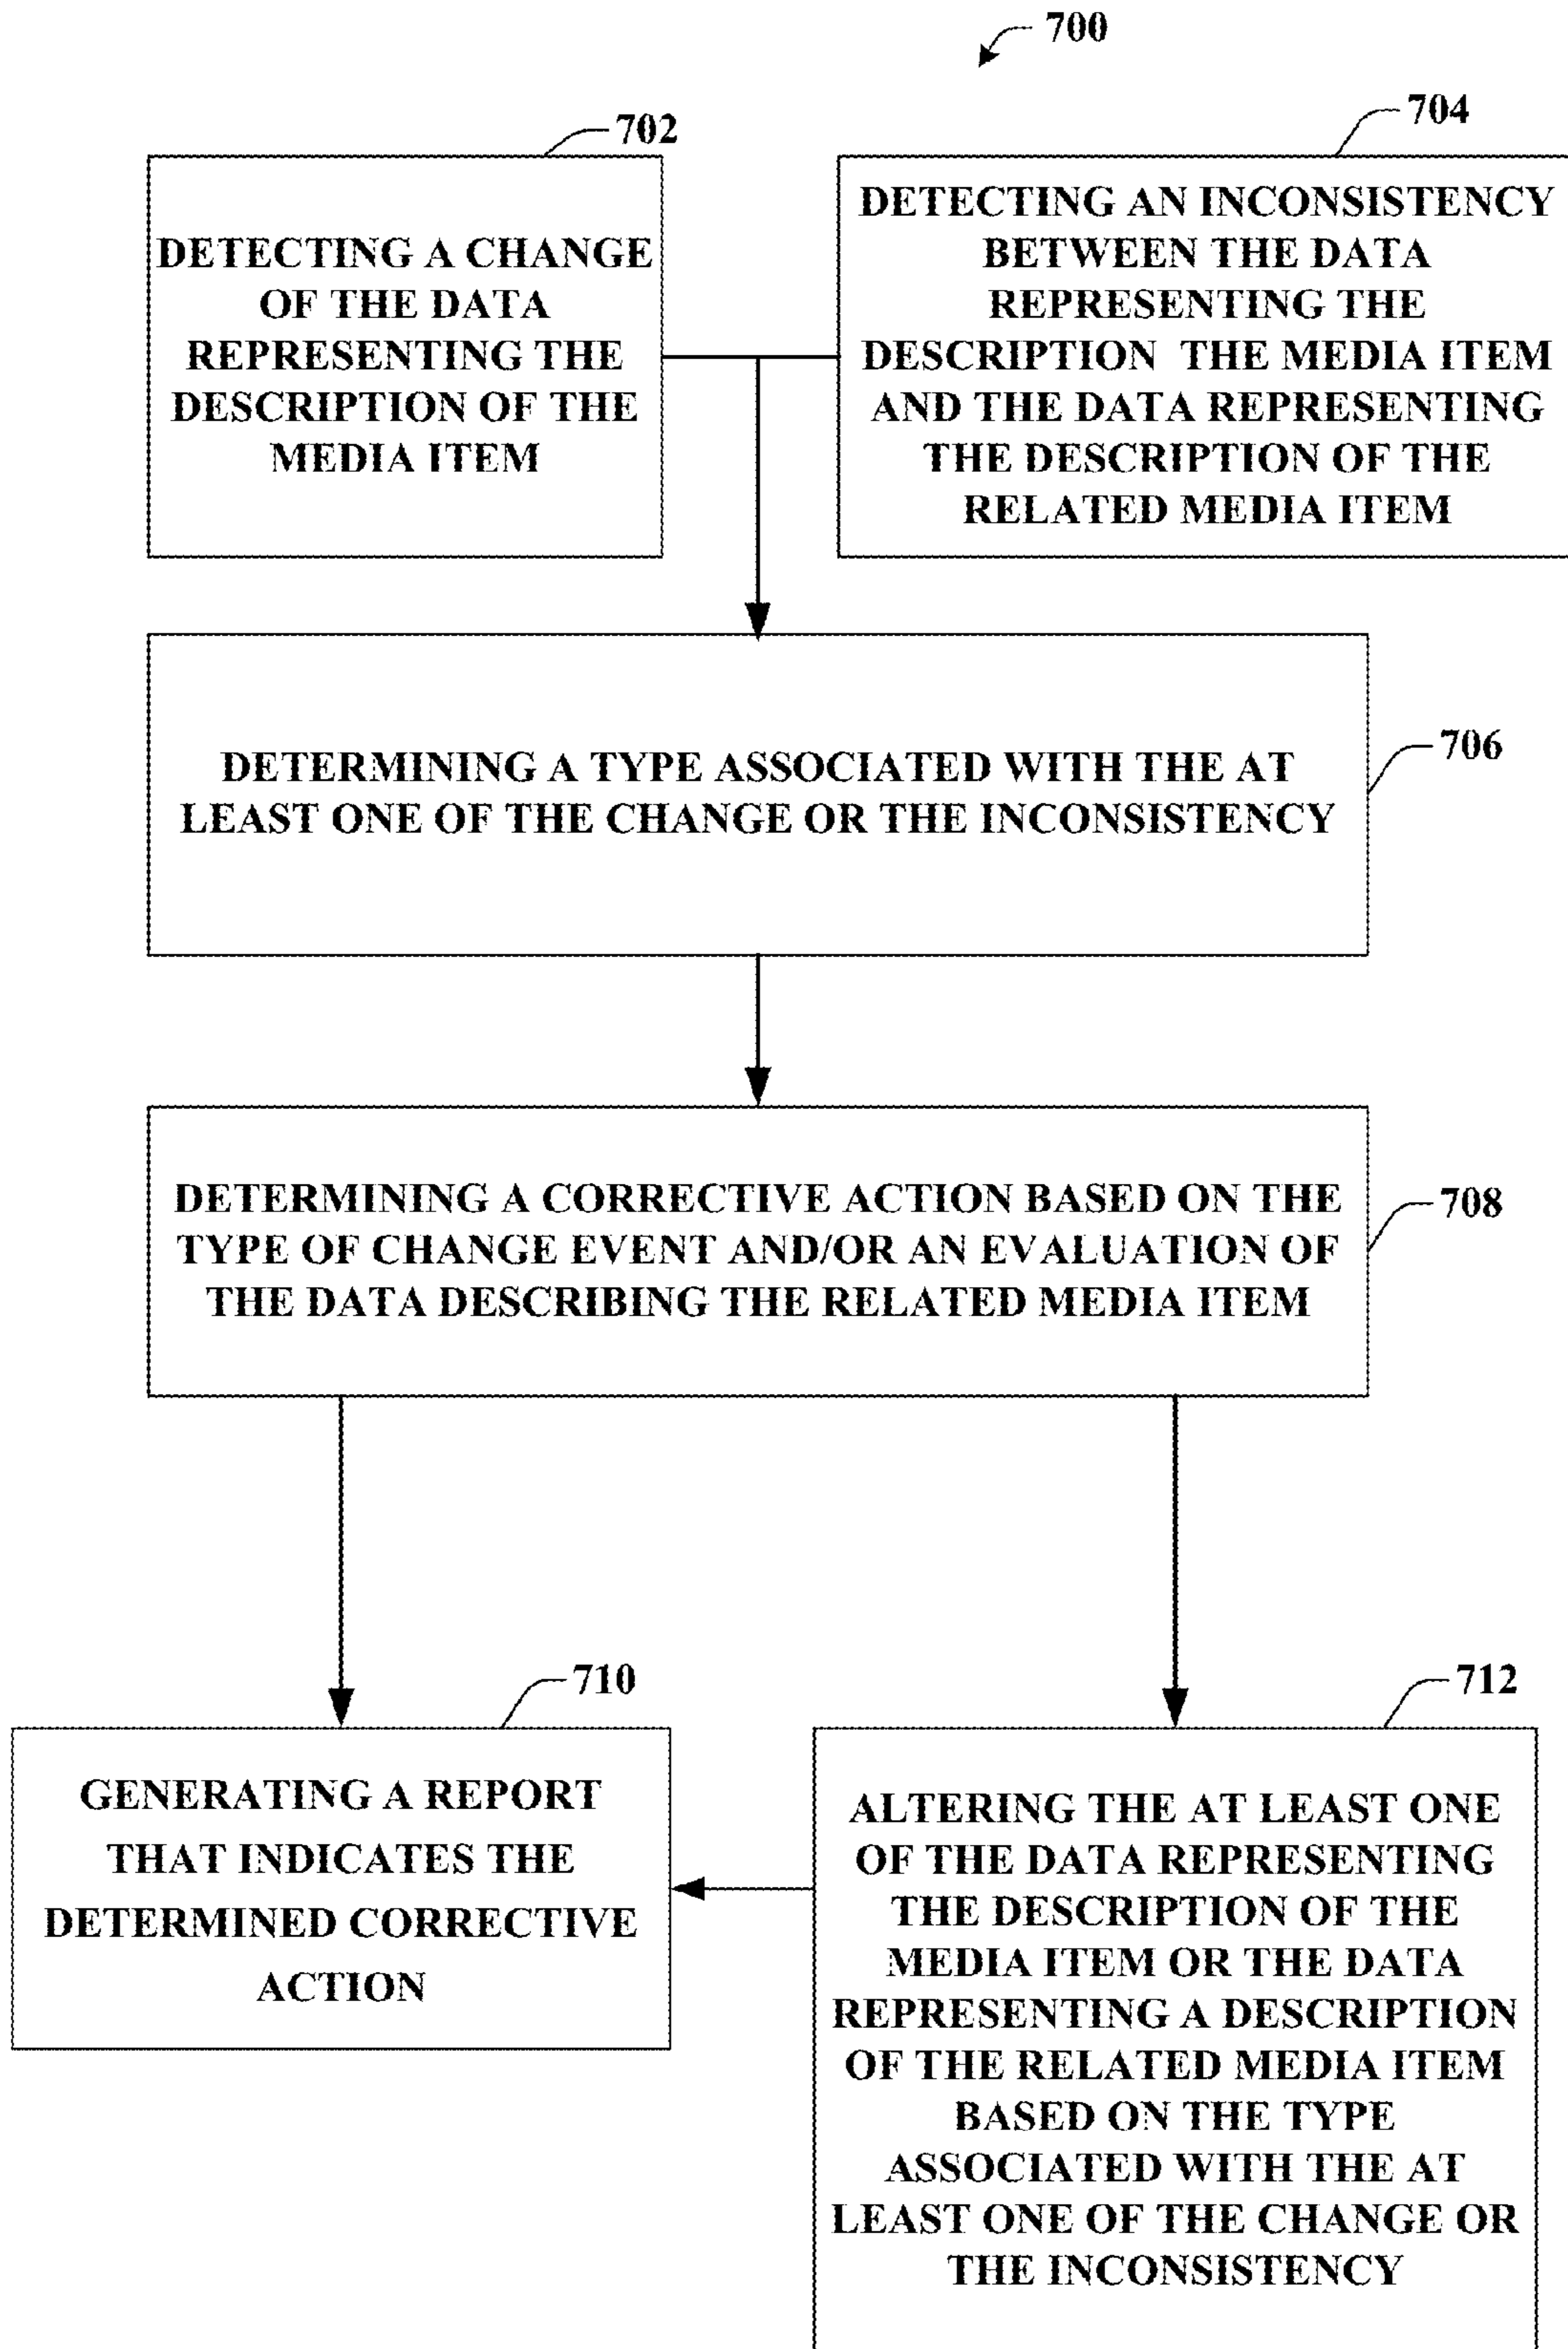 700
702
DETECTING A CHANGE
OF THE DATA
REPRESENTING THE
DESCRIPTION OF THE
MEDIA ITEM
704
DETECTING AN INCONSISTENCY
BETWEEN THE DATA
REPRESENTING THE
DESCRIPTION THE MEDIA ITEM
AND THE DATA REPRESENTING
THE DESCRIPTION OF THE
RELATED MEDIA ITEM
706
DETERMINING A TYPE ASSOCIATED WITH THE AT
LEAST ONE OF THE CHANGE OR THE INCONSISTENCY
708
DETERMINING A CORRECTIVE ACTION BASED ON THE
TYPE OF CHANGE EVENT AND/OR AN EVALUATION OF
THE DATA DESCRIBING THE RELATED MEDIA ITEM
710
GENERATING A REPORT
THAT INDICATES THE
DETERMINED CORRECTIVE
ACTION
712
ALTERING THE AT LEAST ONE
OF THE DATA REPRESENTING
THE DESCRIPTION OF THE
MEDIA ITEM OR THE DATA
REPRESENTING A DESCRIPTION
OF THE RELATED MEDIA ITEM
BASED ON THE TYPE
ASSOCIATED WITH THE AT
LEAST ONE OF THE CHANGE OR
THE INCONSISTENCY